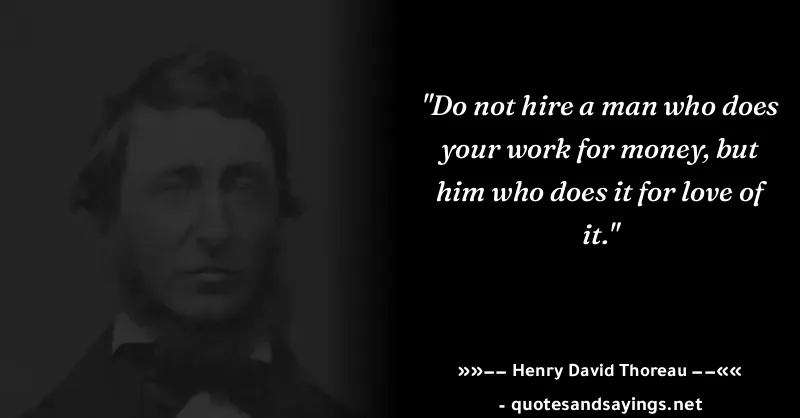 "Do not hire a man who does
your work for money, but
him who does it for love of
it."
»»−− Henry David Thoreau −−««
- quotesandsayings.net